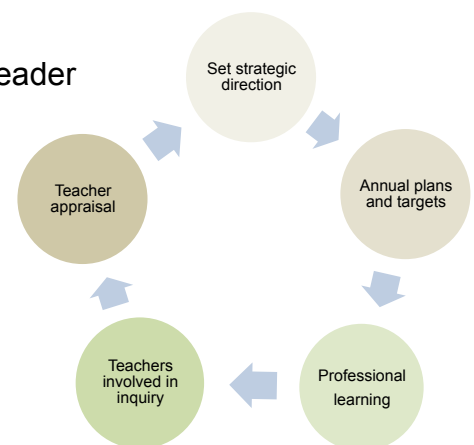 eader
Set strategic
direction
Annual plans
and targets
Professional
learning
Teachers
involved in
inquiry
Teacher
appraisal